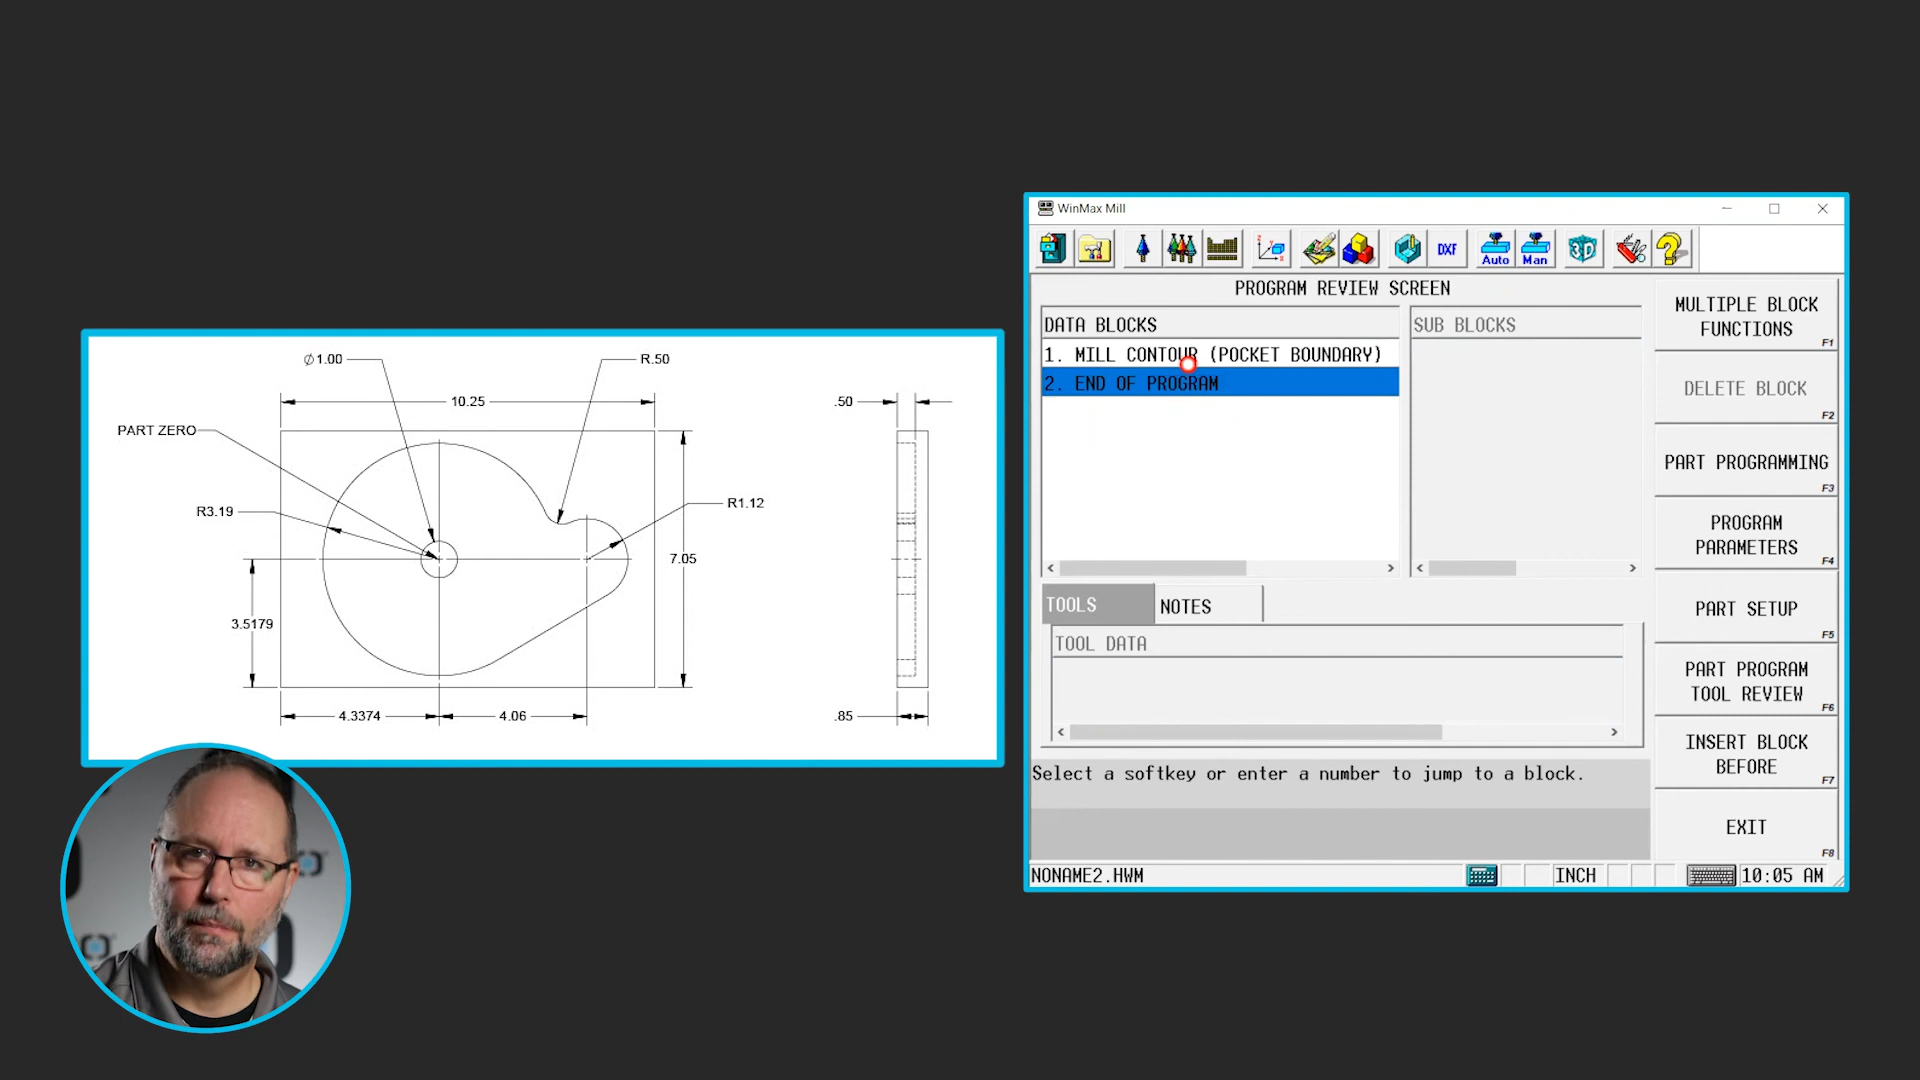 ∅1.00
R.50
10.25
.50
PART ZERO
R1.12
R3.19
7.05
3.5179
4.3374
4.06
.85
WinMax Mill
DXF
Auto
Man
3D
PROGRAM REVIEW SCREEN
DATA BLOCKS
1. MILL CONTOUR (POCKET BOUNDARY)
2. END OF PROGRAM
SUB BLOCKS
TOOLS
NOTES
TOOL DATA
Select a softkey or enter a number to jump to a block.
MULTIPLE BLOCK
FUNCTIONS
F1
DELETE BLOCK
F2
PART PROGRAMMING
F3
PROGRAM
PARAMETERS
F4
PART SETUP
F5
PART PROGRAM
TOOL REVIEW
F6
INSERT BLOCK
BEFORE
F7
EXIT
F8
NONAME2.HWM
INCH
10:05 AM